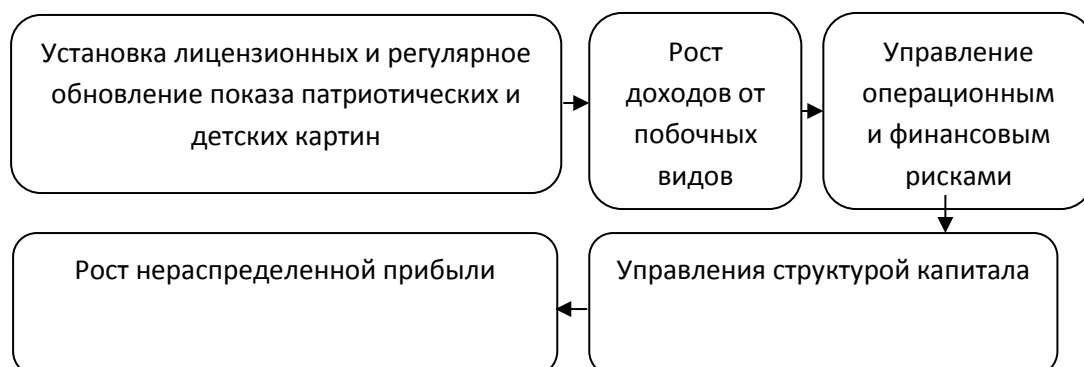 Установка лицензионных и регулярное
обновление показа патриотических и
детских картин
Рост
доходов от
побочных
видов
Управление
операционным
и финансовым
рисками
Рост нераспределенной прибыли
Управления структурой капитала